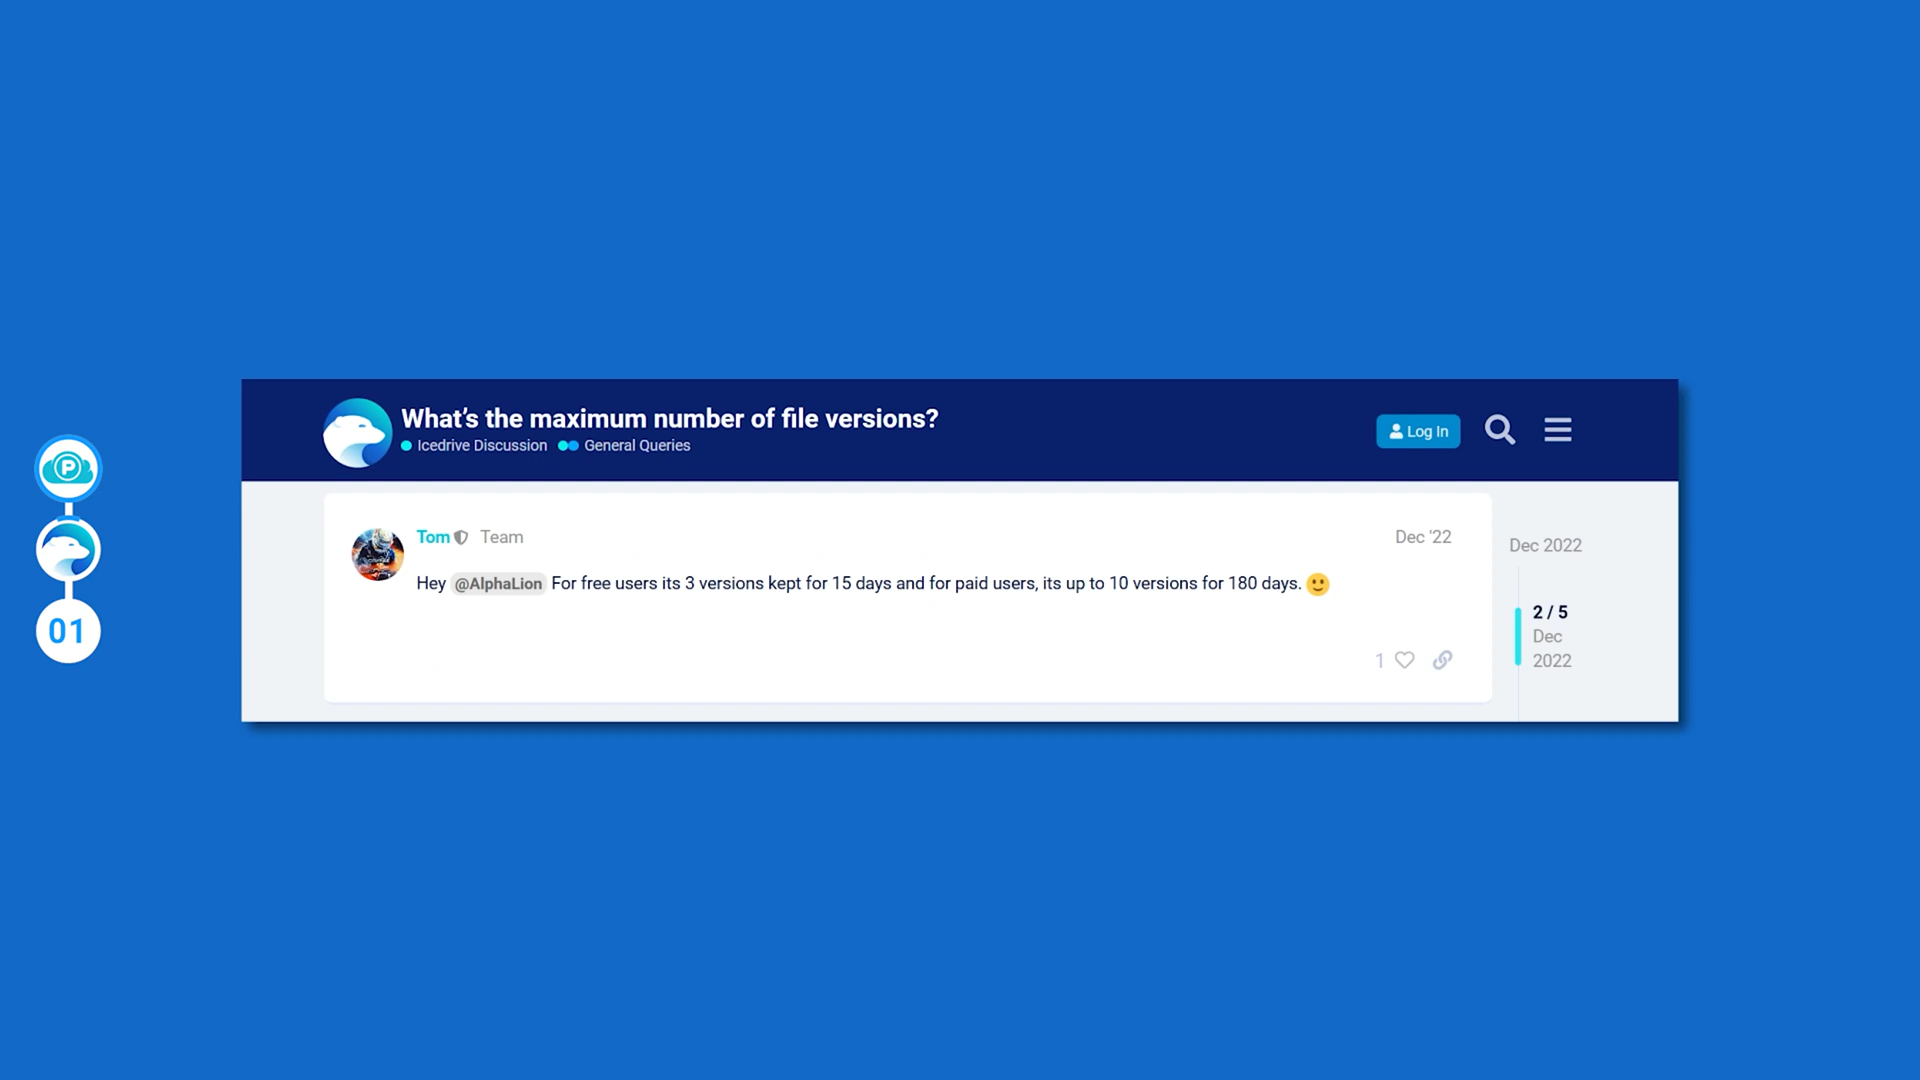 What's the maximum number of file versions?
Icedrive Discussion General Queries
Log In
Tom Team
Dec '22
Hey @AlphaLion For free users its 3 versions kept for 15 days and for paid users, its up to 10 versions for 180 days.
1
Dec 2022
2 / 5
Dec
2022
P
01